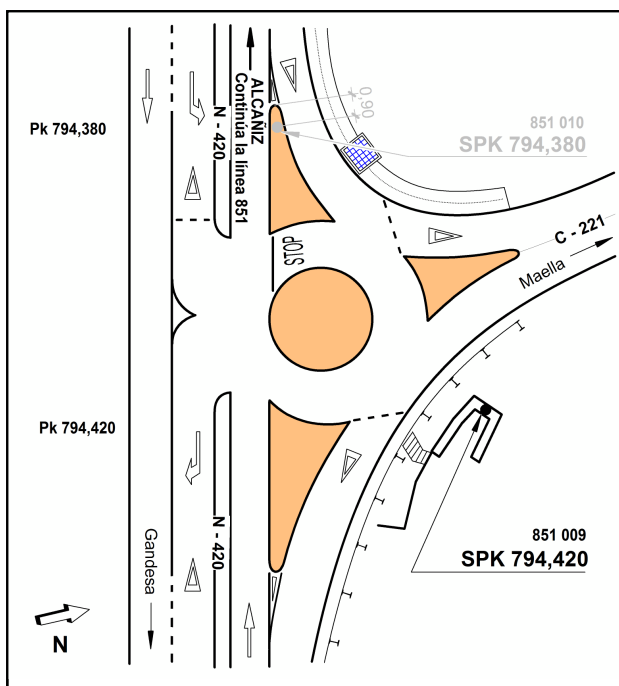 Pk 794,380
N - 420
ALCAÑIZ
Continúa la línea 851
0,60
851 010
SPK 794,380
STOP
C - 221
Maella
Pk 794,420
Gandesa
N - 420
851 009
SPK 794,420
N